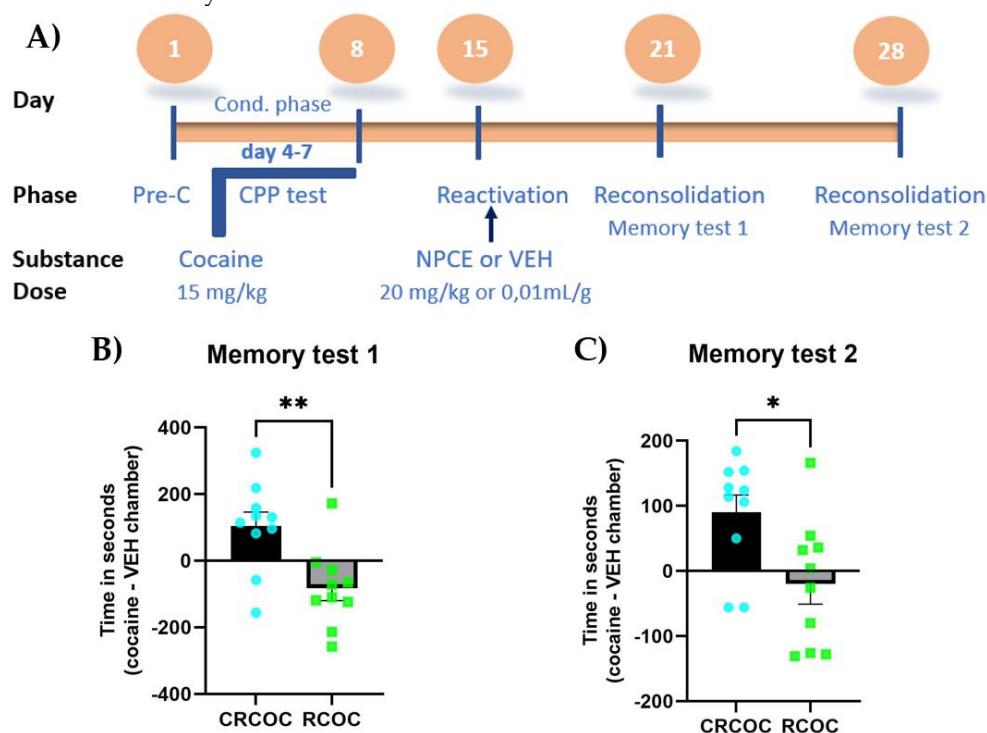 A)
1 8 15 21 28
Day
Cond. phase
day 4-7
Phase Pre-C CPP test Reactivation Reconsolidation Reconsolidation
Memory test 1 Memory test 2
Substance Cocaine NPCE or VEH
Dose 15 mg/kg 20 mg/kg or 0,01mL/g
B) Memory test 1
**
400
200
0
-200
-400
Time in seconds
(cocaine - VEH chamber)
CRCOC RCOC
C) Memory test 2
*
200
100
0
-100
-200
Time in seconds
(cocaine - VEH chamber)
CRCOC RCOC